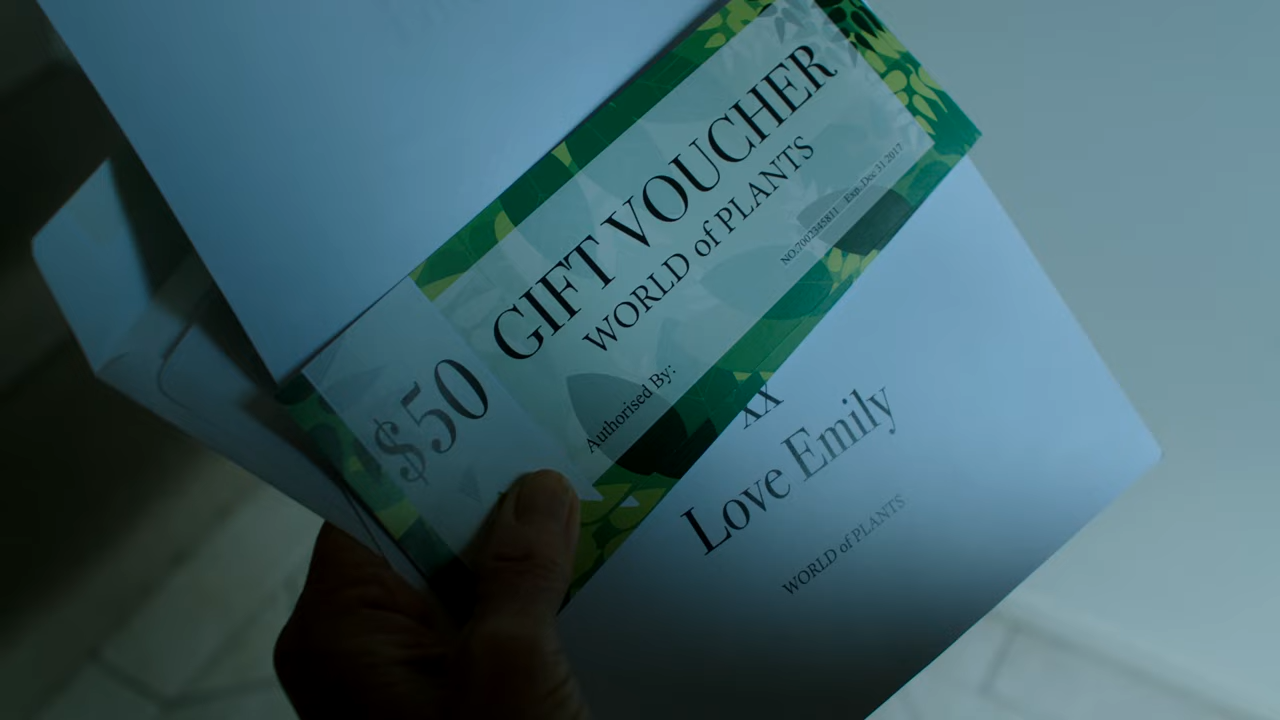 GIFT VOUCHER
WORLD of PLANTS
NO:7002345811 Exp. Dec 31.2017
$50
Authorised By:
XX
Love Emily
WORLD of PLANTS